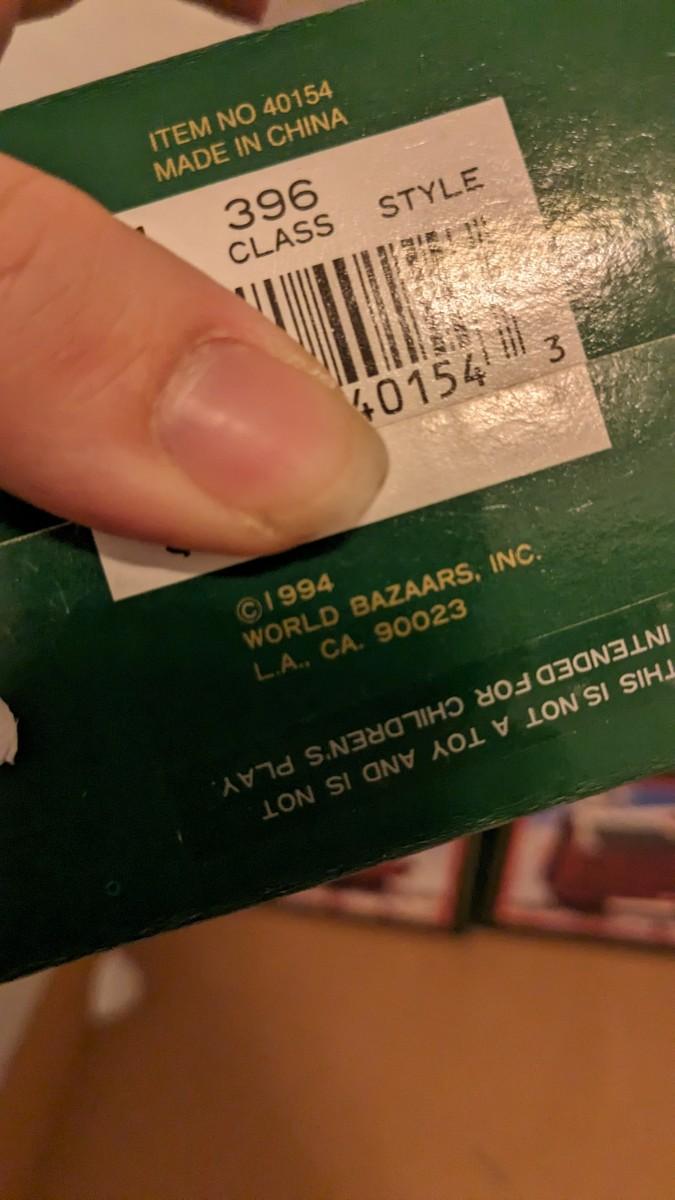 ITEM NO 40154
MADE IN CHINA
396
CLASS STYLE
40154 3
©1994
WORLD BAZAARS, INC.
L.A., CA. 90023
THIS IS NOT A TOY AND IS NOT
INTENDED FOR CHILDREN'S PLAY.